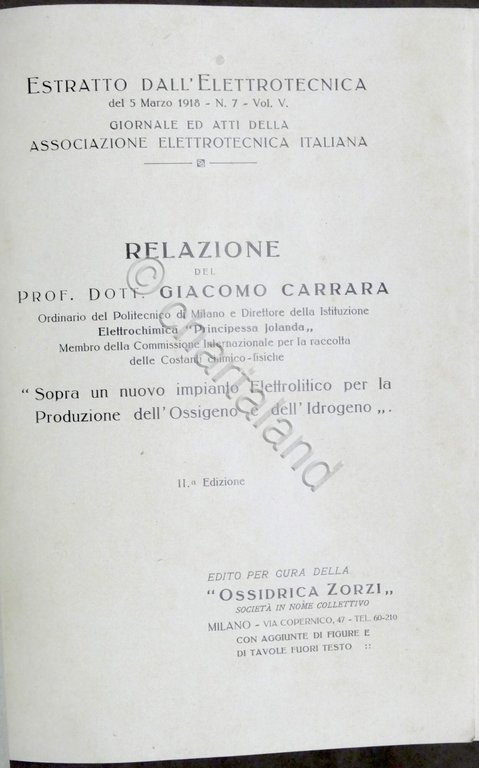 ESTRATTO DALL'ELETTROTECNICA
del 5 Marzo 1918 - N. 7 - Vol. V.
GIORNALE ED ATTI DELLA
ASSOCIAZIONE ELETTROTECNICA ITALIANA
RELAZIONE
DEL
PROF. DOTT. GIACOMO CARRARA
Ordinario del Politecnico di Milano e Direttore della Istituzione
Elettrochimica "Principessa Jolanda„
Membro della Commissione Internazionale per la raccolta
delle Costanti chimico-fisiche
“ Sopra un nuovo impianto Elettrolitico per la
Produzione dell'Ossigeno e dell'Idrogeno „.
II.a Edizione
EDITO PER CURA DELLA
“OSSIDRICA ZORZI„
SOCIETÀ IN NOME COLLETTIVO
MILANO - VIA COPERNICO, 47 - TEL. 60-210
CON AGGIUNTE DI FIGURE E
DI TAVOLE FUORI TESTO ::
© chartaland